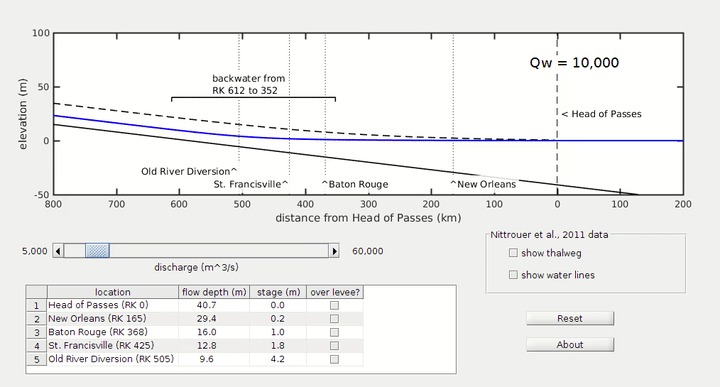 100
50
0
-50
elevation (m)
Qw = 10,000
backwater from
RK 612 to 352
< Head of Passes
Old River Diversion^
St. Francisville^
^Baton Rouge
^New Orleans
800 700 600 500 400 300 200 100 0 100 200
distance from Head of Passes (km)
5,000 60,000
discharge (m^3/s)
Nittrouer et al., 2011 data
show thalweg
show water lines
location flow depth (m) stage (m) over levee?
1 Head of Passes (RK 0) 40.7 0.0
2 New Orleans (RK 165) 29.4 0.2
3 Baton Rouge (RK 368) 16.0 1.0
4 St. Francisville (RK 425) 12.8 1.8
5 Old River Diversion (RK 505) 9.6 4.2
Reset
About